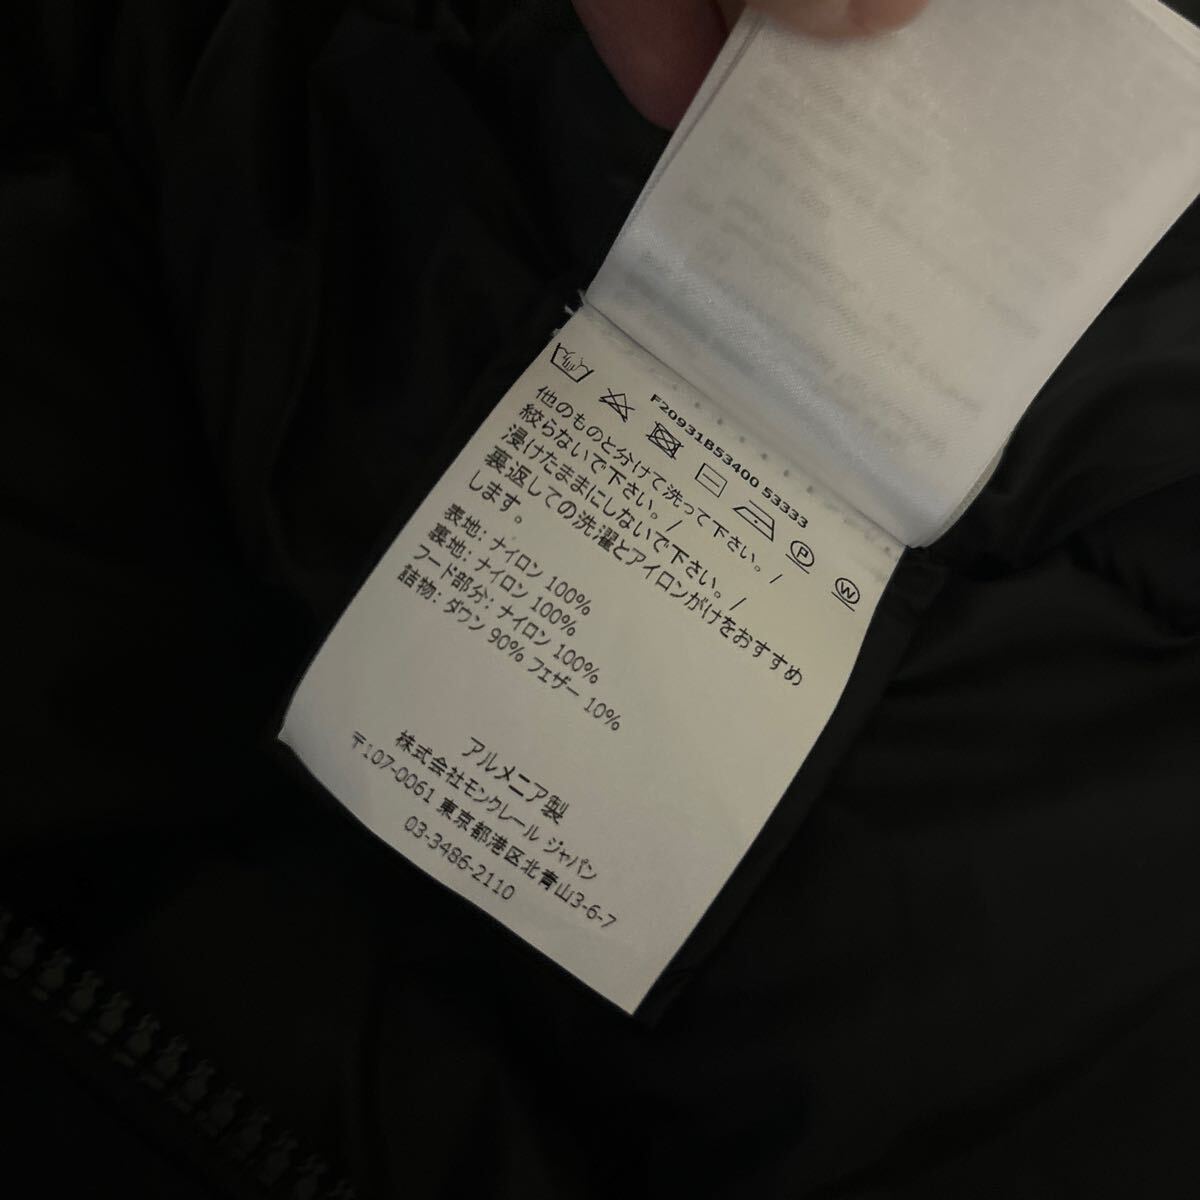 F20931B53400 53333
P
W
他のものと分けて洗って下さい。/
絞らないで下さい。/
浸けたままにしないで下さい。/
裏返しての洗濯とアイロンがけをおすすめ
します。
表地: ナイロン 100%
裏地: ナイロン 100%
フード部分: ナイロン 100%
詰物: ダウン 90% フェザー 10%
アルメニア製
株式会社モンクレール ジャパン
〒107-0061 東京都港区北青山3-6-7
03-3486-2110